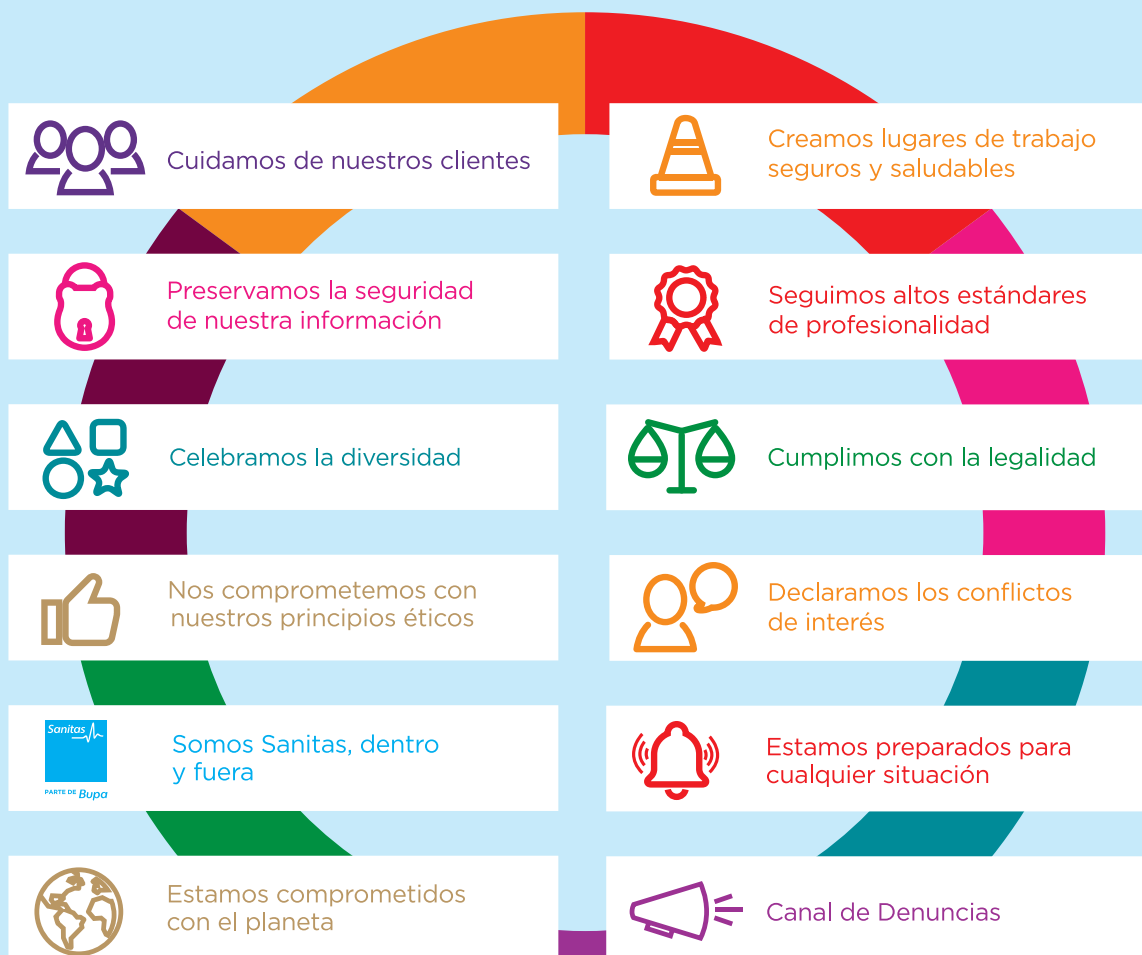 Cuidamos de nuestros clientes
Creamos lugares de trabajo
seguros y saludables
Preservamos la seguridad
de nuestra información
Seguimos altos estándares
de profesionalidad
Celebramos la diversidad
Cumplimos con la legalidad
Nos comprometemos con
nuestros principios éticos
Declaramos los conflictos
de interés
Sanitas
PARTE DE Bupa
Somos Sanitas, dentro
y fuera
Estamos preparados para
cualquier situación
Estamos comprometidos
con el planeta
Canal de Denuncias